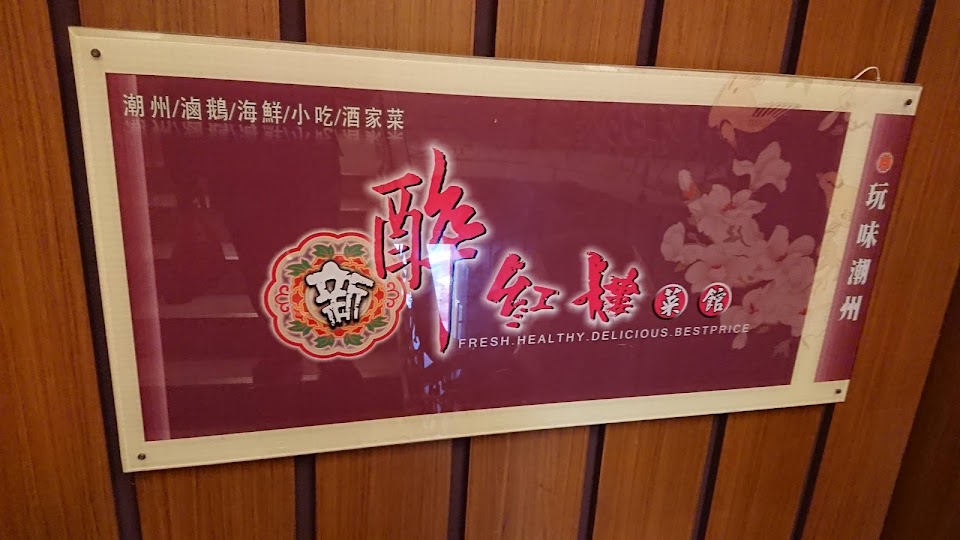 潮州/滷鵝/海鮮/小吃/酒家菜
新醉紅樓菜館
FRESH.HEALTHY.DELICIOUS.BESTPRICE
玩味潮州